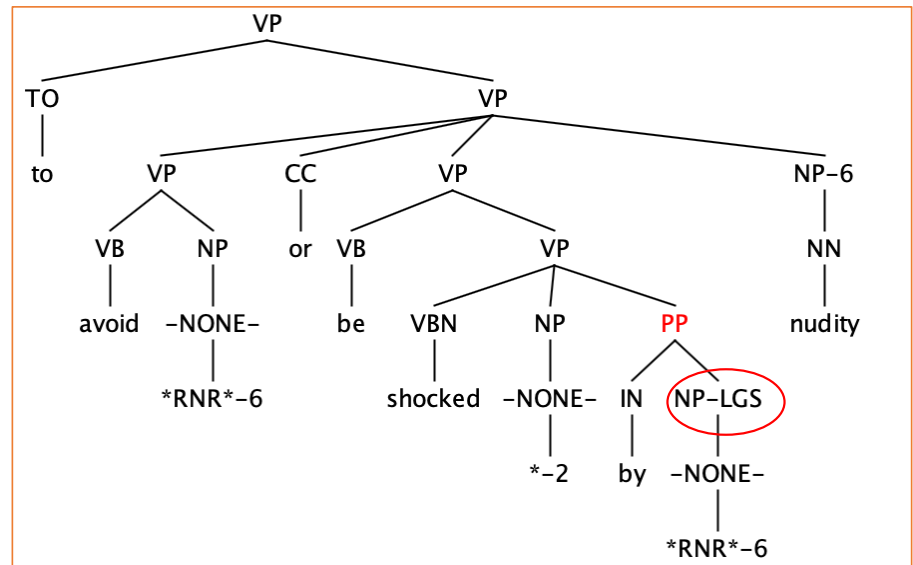 VP
TO VP
to VP CC VP NP-6
VB NP or VB VP NN
avoid -NONE- be VBN NP PP nudity
*RNR*-6 shocked -NONE- IN NP-LGS
*-2 by -NONE-
*RNR*-6